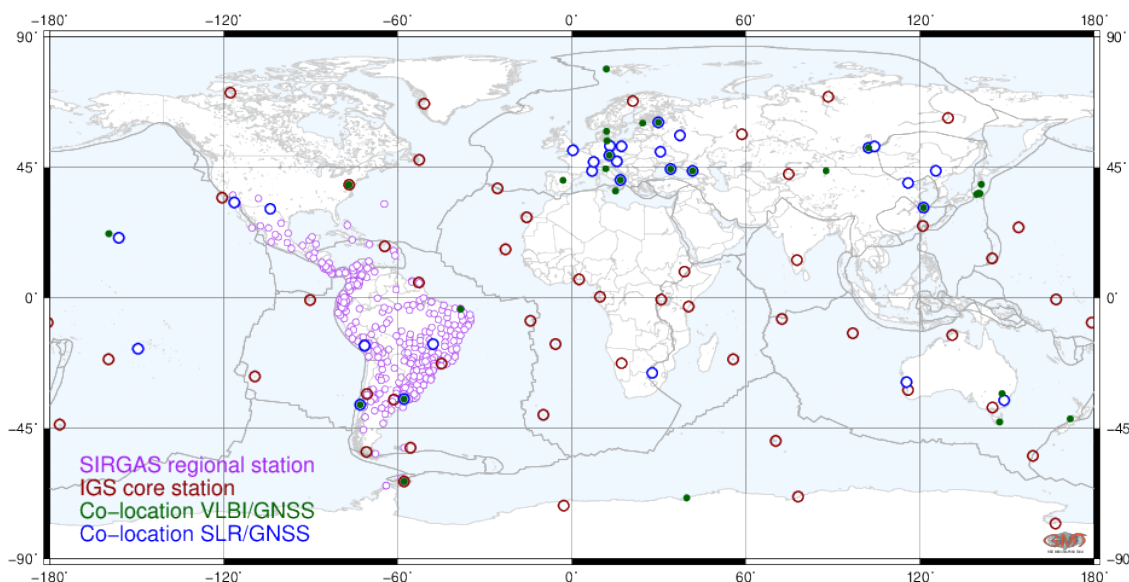 −180˚ −120˚ −60˚ 0˚ 60˚ 120˚ 180˚
90˚ 90˚
45˚ 45˚
0˚ 0˚
−45˚ −45˚
SIRGAS regional station
IGS core station
Co−location VLBI/GNSS
Co−location SLR/GNSS
GMT
−90˚ −90˚
−180˚ −120˚ −60˚ 0˚ 60˚ 120˚ 180˚